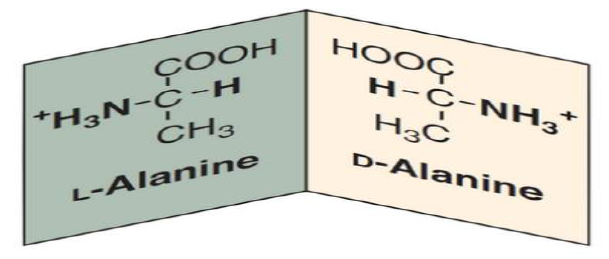 COOH
⁺H₃N-C-H
CH₃
L-Alanine
HOOC
H-C-NH₃⁺
H₃C
D-Alanine